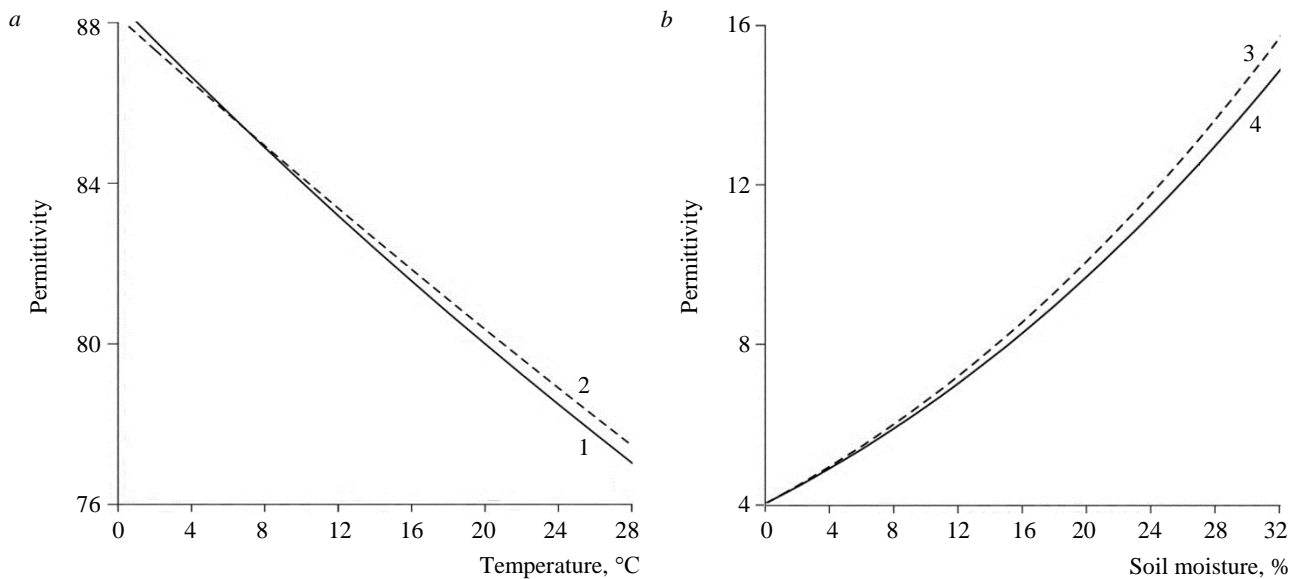 a
88
84
80
76
Permittivity
0 4 8 12 16 20 24 28
Temperature, °C
2
1
b
16
12
8
4
Permittivity
0 4 8 12 16 20 24 28 32
Soil moisture, %
3
4